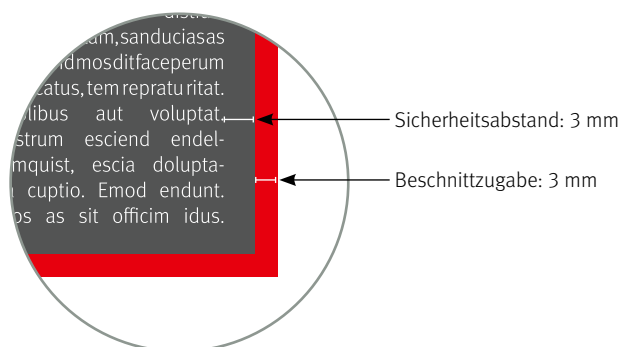 am, sanduciasas
dmosditfaceperum
catus, tem repratu ritat.
libus aut voluptat,
strum esciend endel-
mquist, escia dolupta-
cuptio. Emod endunt.
os as sit officim idus.
Sicherheitsabstand: 3 mm
Beschnittzugabe: 3 mm